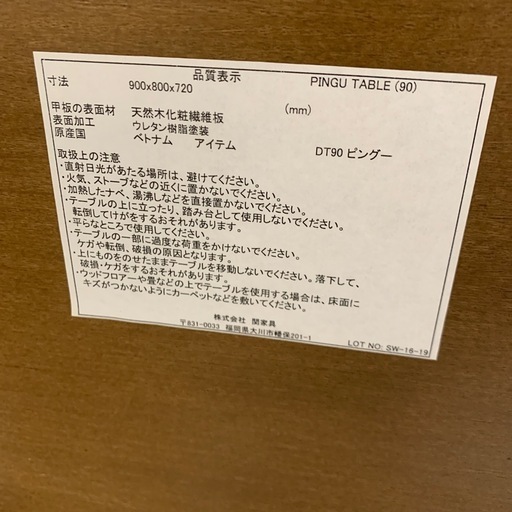 品質表示 PINGU TABLE (90)
寸法 900x800x720 (mm)
甲板の表面材 天然木化粧繊維板
表面加工 ウレタン樹脂塗装
原産国 ベトナム アイテム DT90 ピングー
取扱上の注意
・直射日光があたる場所は、避けてください。
・火気、ストーブなどの近くに置かないでください。
・加熱したナベ、湯沸しなどを直接置かないでください。
・テーブルの上に立ったり、踏み台として使用しないでください。
転倒してけがをするおそれがあります。
・平らなところで使用してください。
・テーブルの一部に過度な荷重をかけないでください。
ケガや転倒、破損の原因となります。
・上にものをのせたままテーブルを移動しないでください。落下して、
破損・ケガをするおそれがあります。
・ウッドフロアーや畳などの上でテーブルを使用する場合は、床面に
キズがつかないようにカーペットなどを敷いてください。
株式会社 関家具
〒831-0033 福岡県大川市幡保201-1
LOT NO: SW-16-19